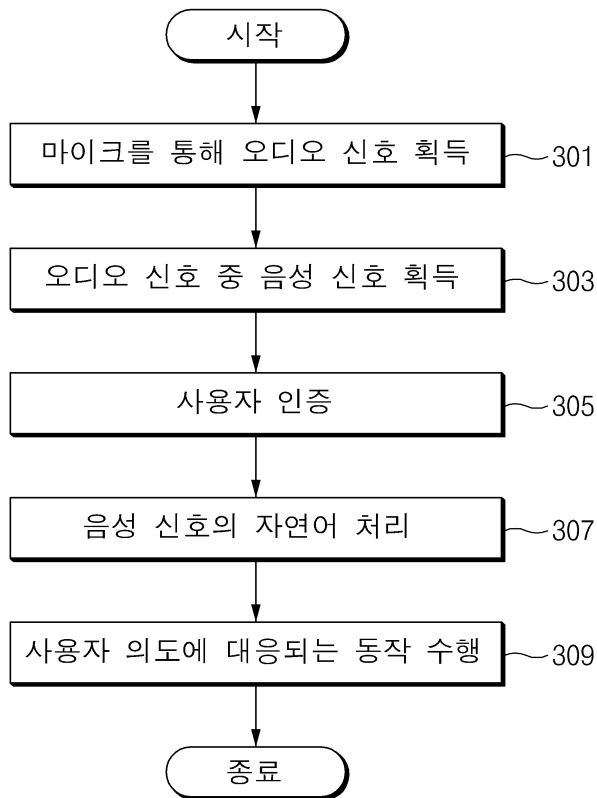 시작
마이크를 통해 오디오 신호 획득
301
오디오 신호 중 음성 신호 획득
303
사용자 인증
305
음성 신호의 자연어 처리
307
사용자 의도에 대응되는 동작 수행
309
종료